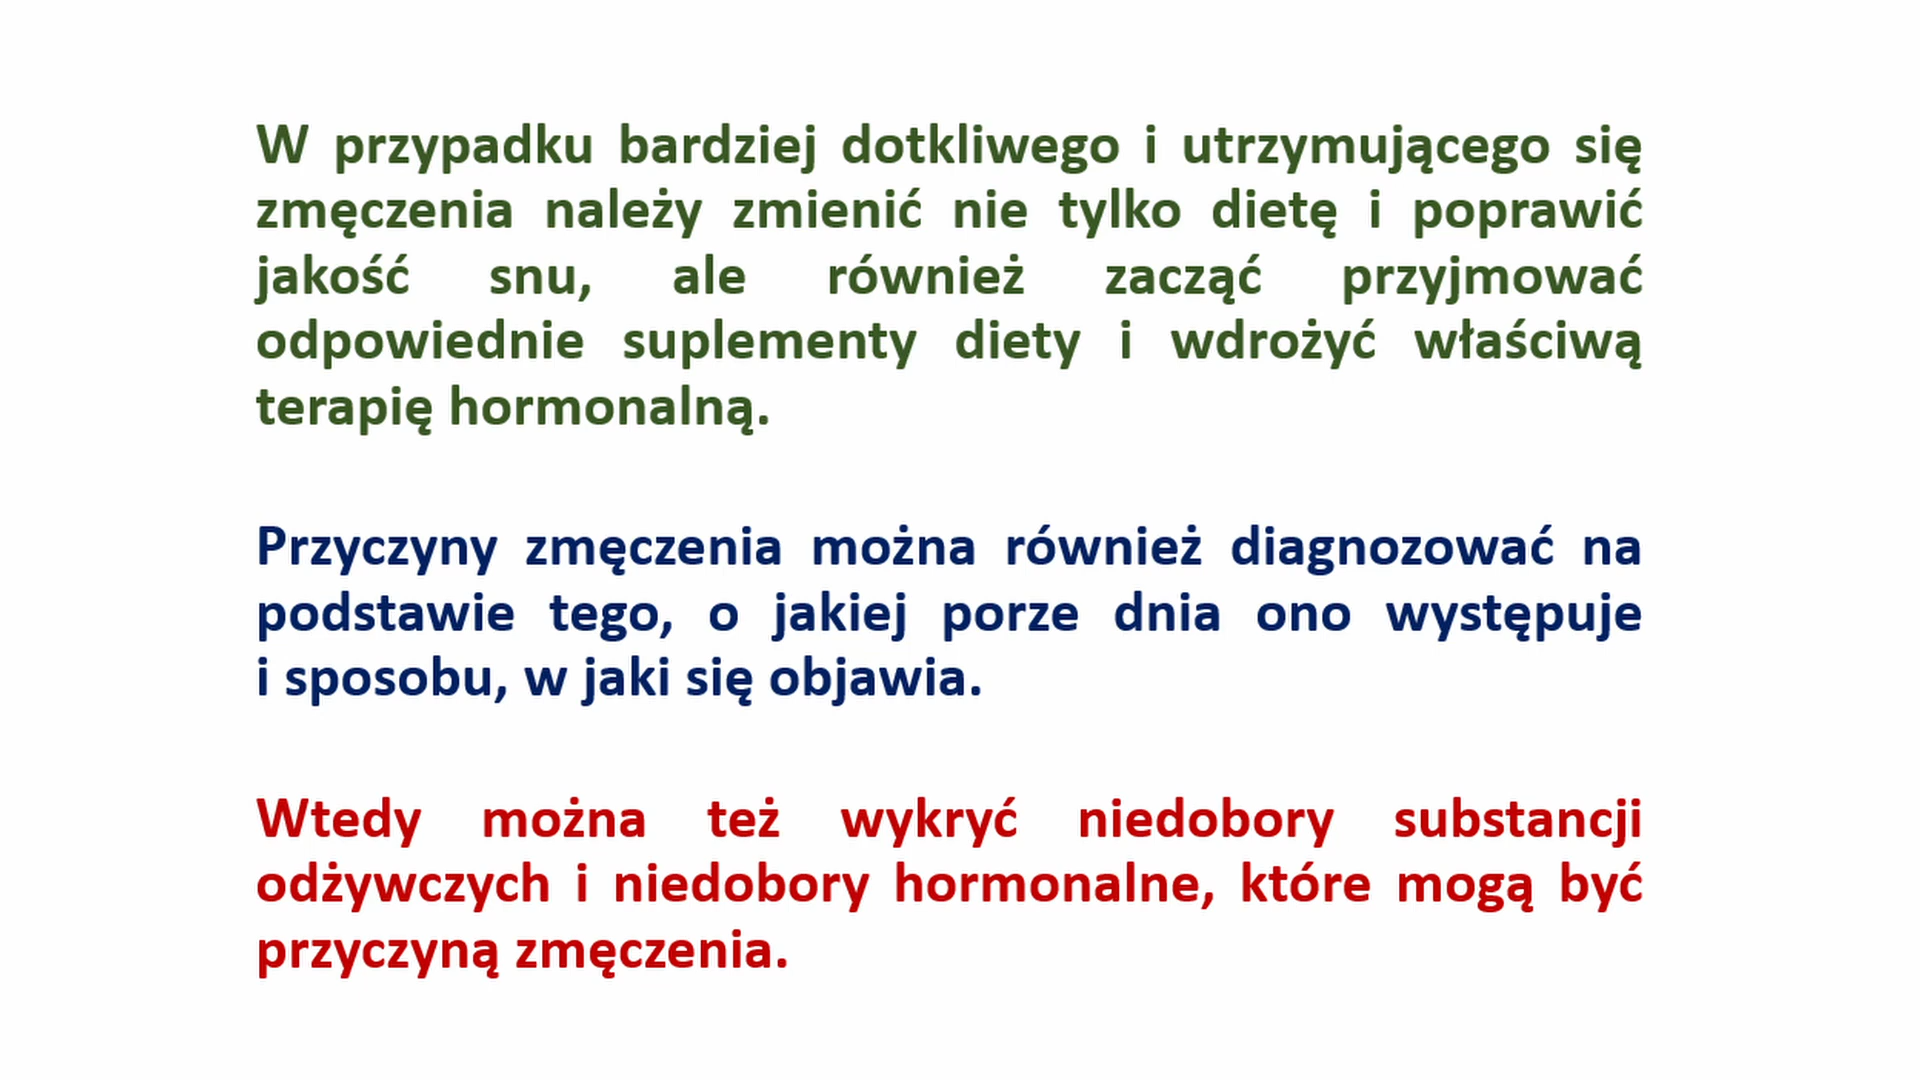 W przypadku bardziej dotkliwego i utrzymującego się
zmęczenia należy zmienić nie tylko dietę i poprawić
jakość snu, ale również zacząć przyjmować
odpowiednie suplementy diety i wdrożyć właściwą
terapię hormonalną.
Przyczyny zmęczenia można również diagnozować na
podstawie tego, o jakiej porze dnia ono występuje
i sposobu, w jaki się objawia.
Wtedy można też wykryć niedobory substancji
odżywczych i niedobory hormonalne, które mogą być
przyczyną zmęczenia.